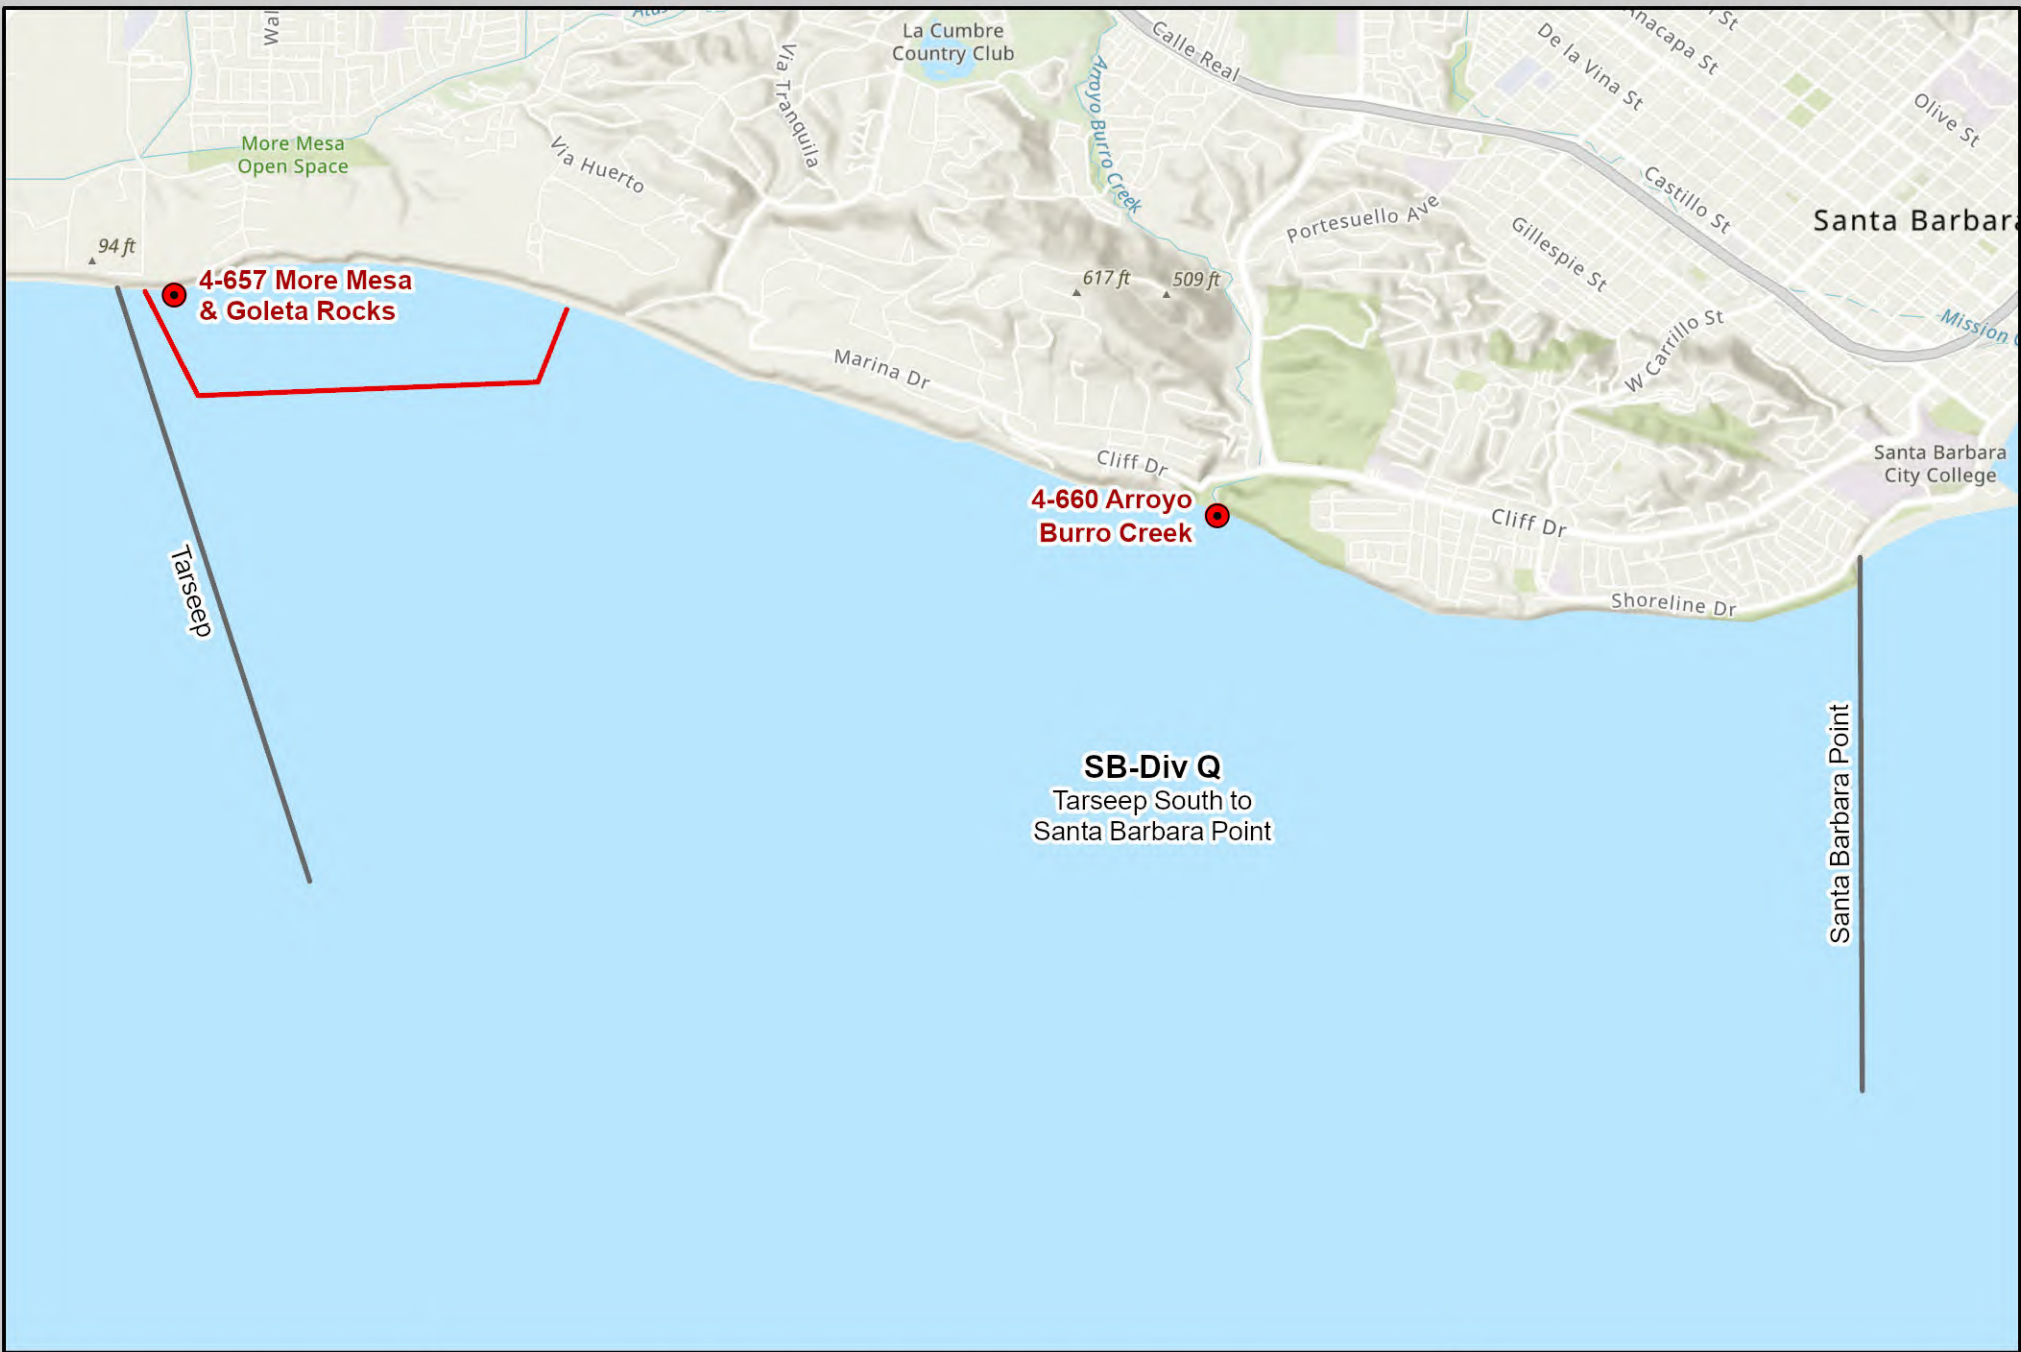 La Cumbre
Country Club
Calle Real
De la Vina St
Anacapa St
St
Olive St
Via Tranquila
Arroyo Burro Creek
More Mesa
Open Space
Via Huerto
Portesuello Ave
Castillo St
Gillespie St
Santa Barbara
94 ft
4-657 More Mesa
& Goleta Rocks
617 ft
509 ft
W Carrillo St
Mission
Marina Dr
Cliff Dr
Santa Barbara
City College
4-660 Arroyo
Burro Creek
Cliff Dr
Shoreline Dr
Tarseep
SB-Div Q
Tarseep South to
Santa Barbara Point
Santa Barbara Point